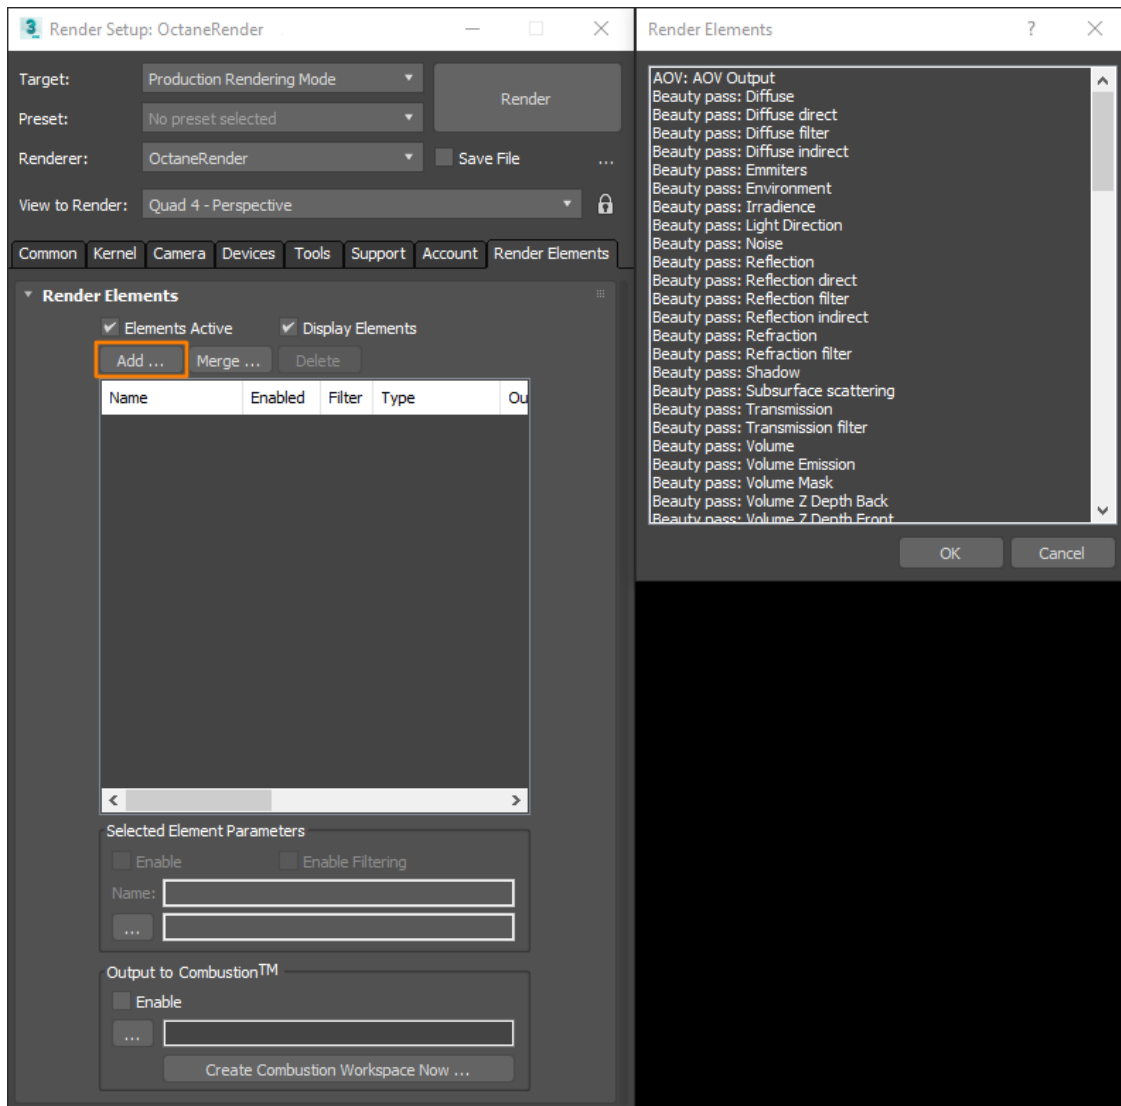 Render Setup: OctaneRender
Target: Production Rendering Mode
Render
Preset: No preset selected
Renderer: OctaneRender Save File ...
View to Render: Quad 4 - Perspective
Common Kernel Camera Devices Tools Support Account Render Elements
Render Elements
Elements Active Display Elements
Add ... Merge ... Delete
Name Enabled Filter Type Ou
Selected Element Parameters
Enable Enable Filtering
Name:
...
Output to Combustion™
Enable
...
Create Combustion Workspace Now ...
Render Elements ?
AOV: AOV Output
Beauty pass: Diffuse
Beauty pass: Diffuse direct
Beauty pass: Diffuse filter
Beauty pass: Diffuse indirect
Beauty pass: Emmiters
Beauty pass: Environment
Beauty pass: Irradience
Beauty pass: Light Direction
Beauty pass: Noise
Beauty pass: Reflection
Beauty pass: Reflection direct
Beauty pass: Reflection filter
Beauty pass: Reflection indirect
Beauty pass: Refraction
Beauty pass: Refraction filter
Beauty pass: Shadow
Beauty pass: Subsurface scattering
Beauty pass: Transmission
Beauty pass: Transmission filter
Beauty pass: Volume
Beauty pass: Volume Emission
Beauty pass: Volume Mask
Beauty pass: Volume Z Depth Back
Beauty pass: Volume Z Depth Front
OK Cancel